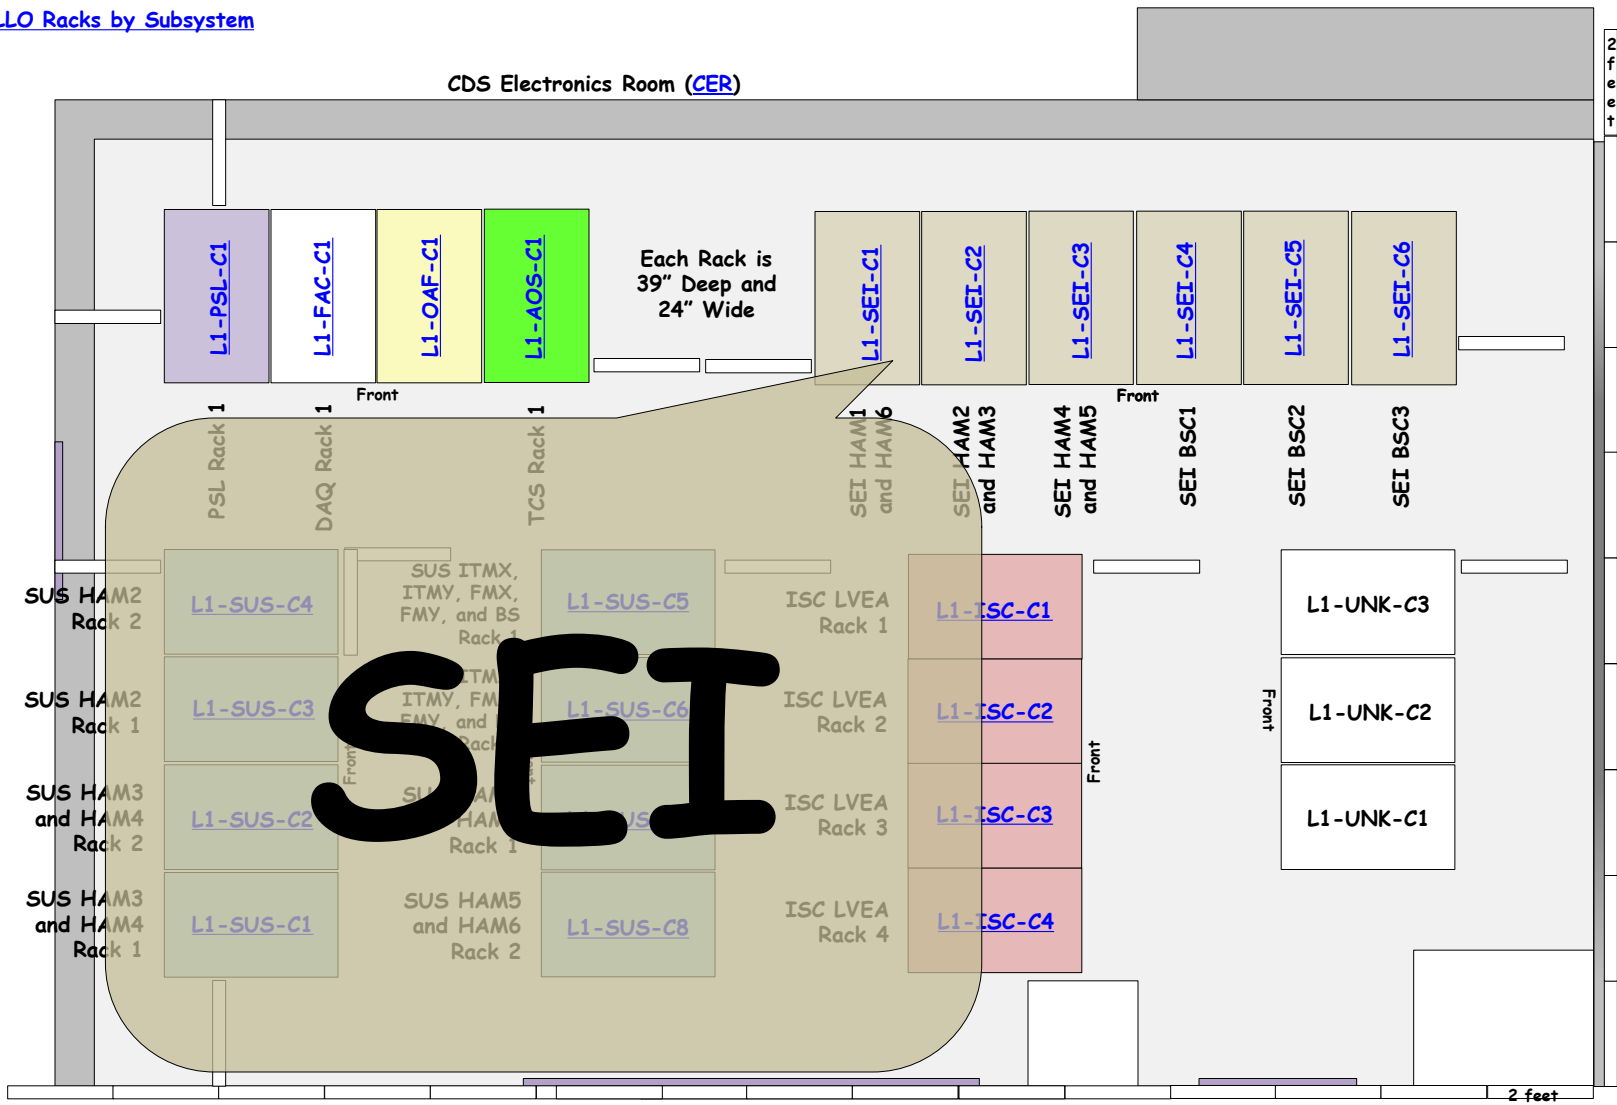 LLO Racks by Subsystem
2 feet
CDS Electronics Room (CER)
L1-PSL-C1
L1-FAC-C1
L1-OAF-C1
L1-AOS-C1
Each Rack is
39” Deep and
24” Wide
L1-SEI-C1
L1-SEI-C2
L1-SEI-C3
L1-SEI-C4
L1-SEI-C5
L1-SEI-C6
Front
Front
PSL Rack 1
DAQ Rack 1
TCS Rack 1
SEI HAM1
and HAM6
SEI HAM2
and HAM3
SEI HAM4
and HAM5
SEI BSC1
SEI BSC2
SEI BSC3
SUS HAM2
Rack 2
L1-SUS-C4
SUS ITMX,
ITMY, FMX,
FMY, and BS
Rack 1
L1-SUS-C5
ISC LVEA
Rack 1
L1-ISC-C1
L1-UNK-C3
SUS HAM2
Rack 1
L1-SUS-C3
ITMY,
and
L1-SUS-C6
ISC LVEA
Rack 2
L1-ISC-C2
Front
L1-UNK-C2
Front
SEI
Front
SUS HAM3
and HAM4
Rack 2
L1-SUS-C2
Rack 1
ISC LVEA
Rack 3
L1-ISC-C3
L1-UNK-C1
SUS HAM3
and HAM4
Rack 1
L1-SUS-C1
SUS HAM5
and HAM6
Rack 2
L1-SUS-C8
ISC LVEA
Rack 4
L1-ISC-C4
2 feet